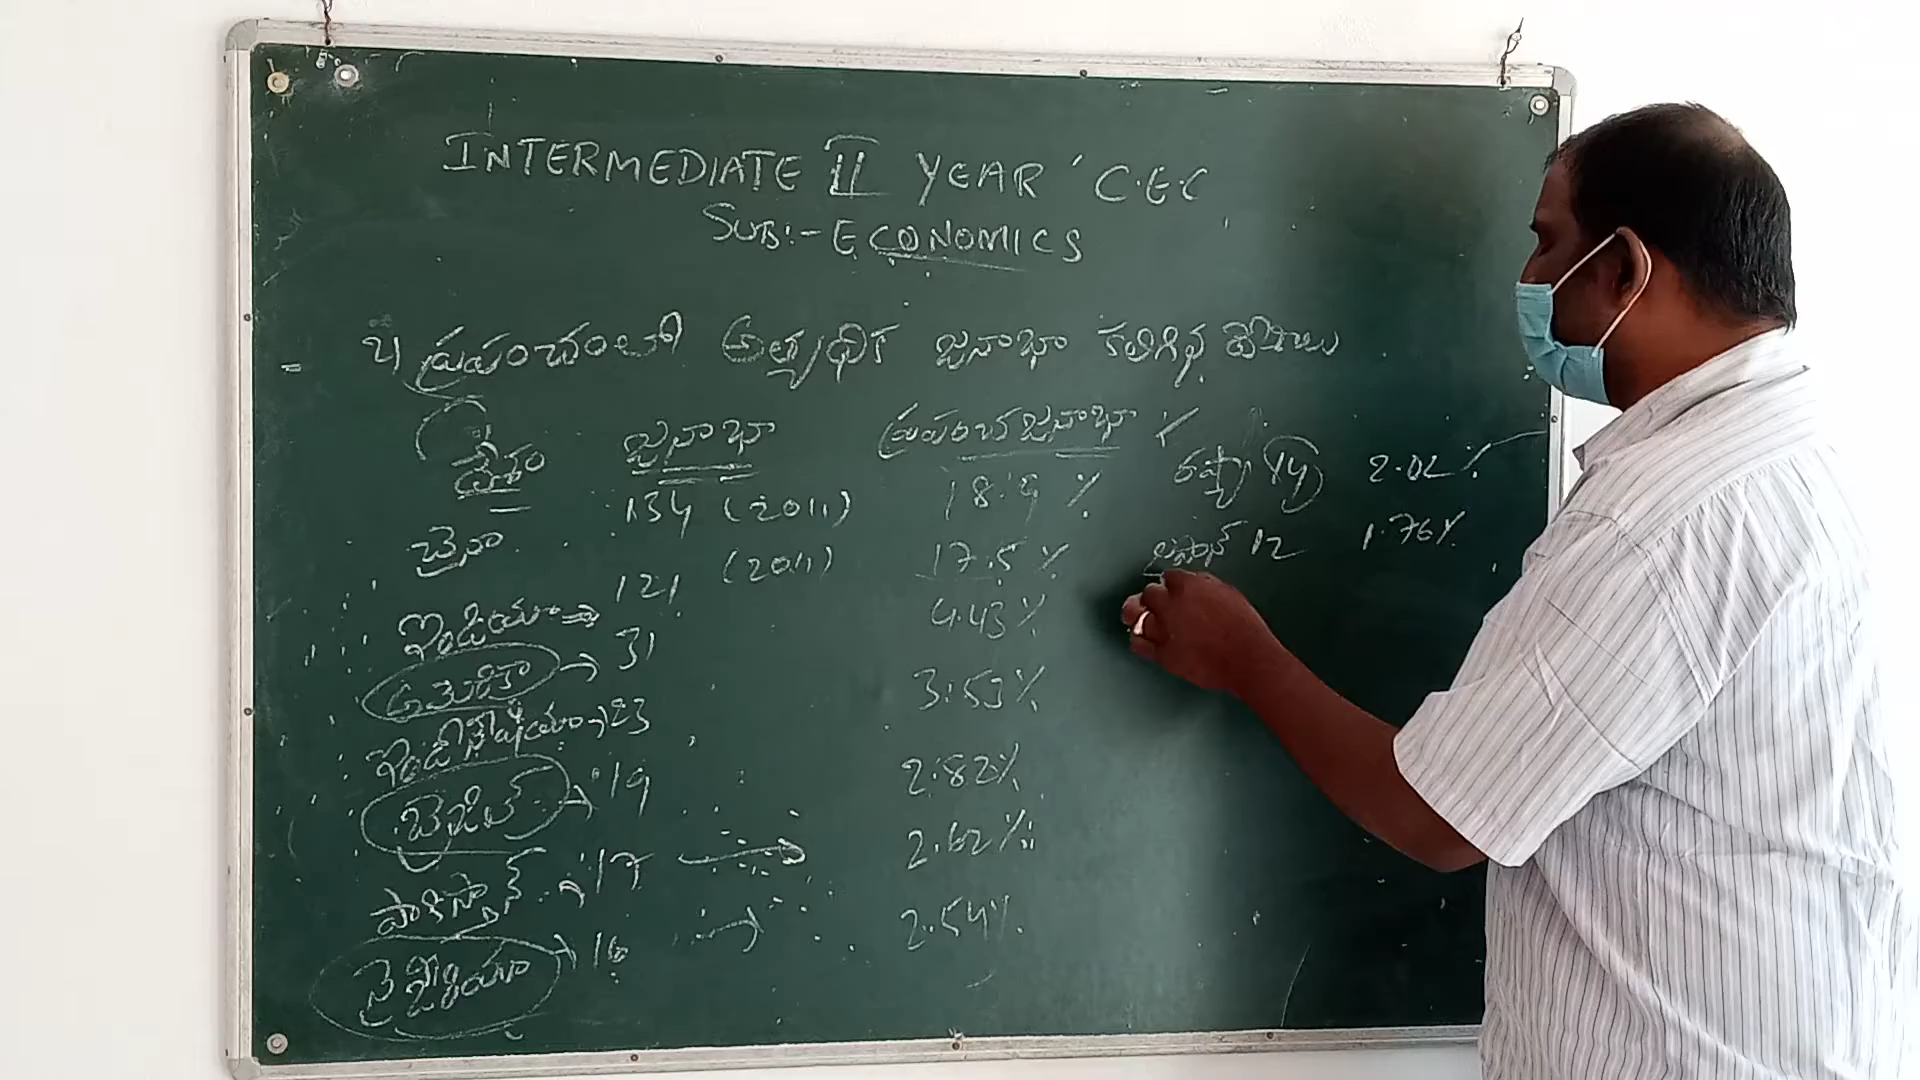 INTERMEDIATE II YEAR ' C.E.C
SUB:- ECONOMICS
2) ప్రపంచంలో అత్యధిక జనాభా కలిగిన దేశాలు
దేశం జనాభా ప్రపంచ జనాభా %
చైనా 134 (2011) 18.9 %
ఇండియా → 121 (2011) 17.5 %
అమెరికా → 31 4.43 %
ఇండోనేషియా → 23 3.53 %
బ్రెజిల్ → 19 2.82 %
పాకిస్తాన్ → 17 2.62 %
నైజీరియా → 16 2.54 %
రష్యా 14 2.02 %
జపాన్ 12 1.76 %